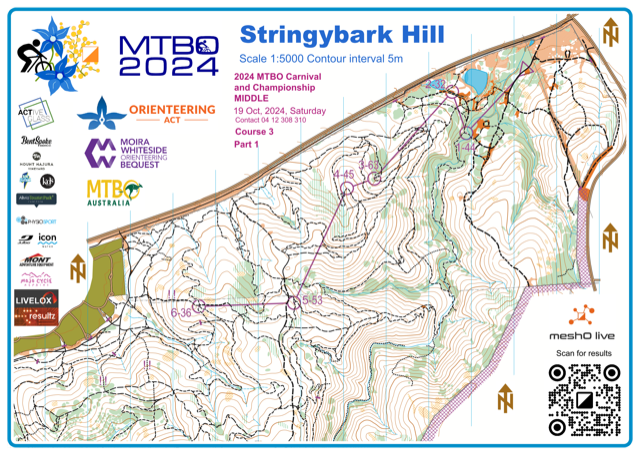 MTBO
2024
Stringybark Hill
Scale 1:5000 Contour interval 5m
2024 MTBO Carnival
and Championship
MIDDLE
19 Oct, 2024, Saturday
Contact 04 12 308 310
Course 3
Part 1
ORIENTEERING
ACT
MOIRA
WHITESIDE
ORIENTEERING
BEQUEST
MTBO
AUSTRALIA
BentSpoke
MOUNT MAJURA
PHYSIOSPORT
icon
MONT
LIVELOX
resultz
2-32
1-44
3-63
4-45
5-53
6-36
N
N
N
N
N
meshO live
Scan for results